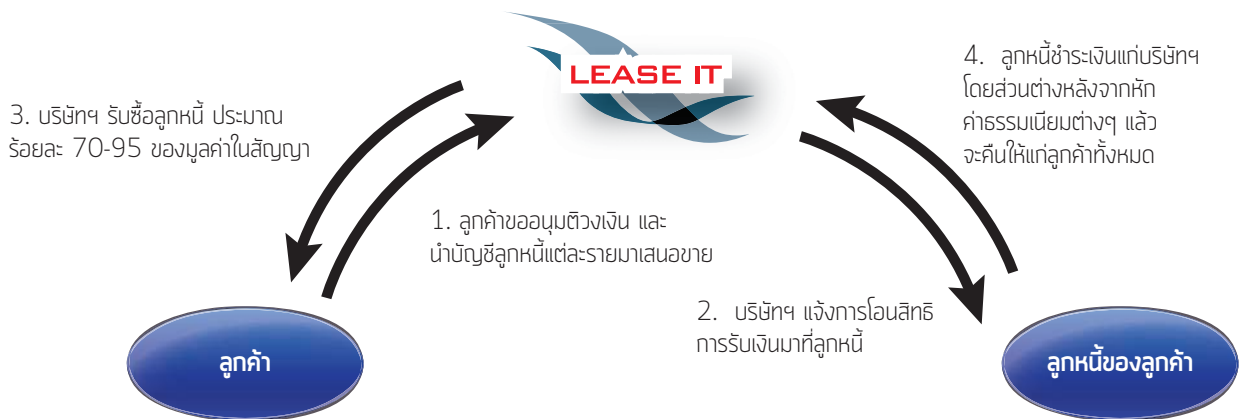 LEASE IT
3. บริษัทฯ รับซื้อลูกหนี้ ประมาณ
ร้อยละ 70-95 ของมูลค่าในสัญญา
4. ลูกหนี้ชำระเงินแก่บริษัทฯ
โดยส่วนต่างหลังจากหัก
ค่าธรรมเนียมต่างๆ แล้ว
จะคืนให้แก่ลูกค้าทั้งหมด
1. ลูกค้าขออนุมติวงเงิน และ
นำบัญชีลูกหนี้แต่ละรายมาเสนอขาย
2. บริษัทฯ แจ้งการโอนสิทธิ
การรับเงินมาที่ลูกหนี้
ลูกค้า
ลูกหนี้ของลูกค้า